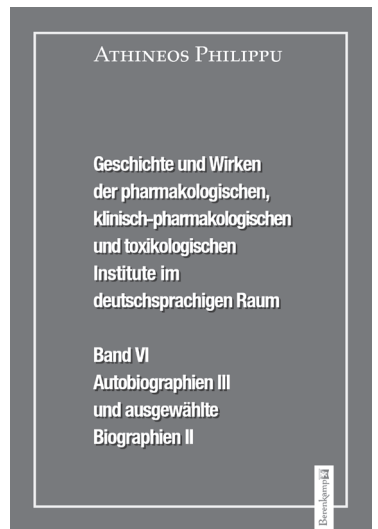 ATHINEOS PHILIPPU
Geschichte und Wirken
der pharmakologischen,
klinisch-pharmakologischen
und toxikologischen
Institute im
deutschsprachigen Raum
Band VI
Autobiographien III
und ausgewählte
Biographien II
Berenkamp